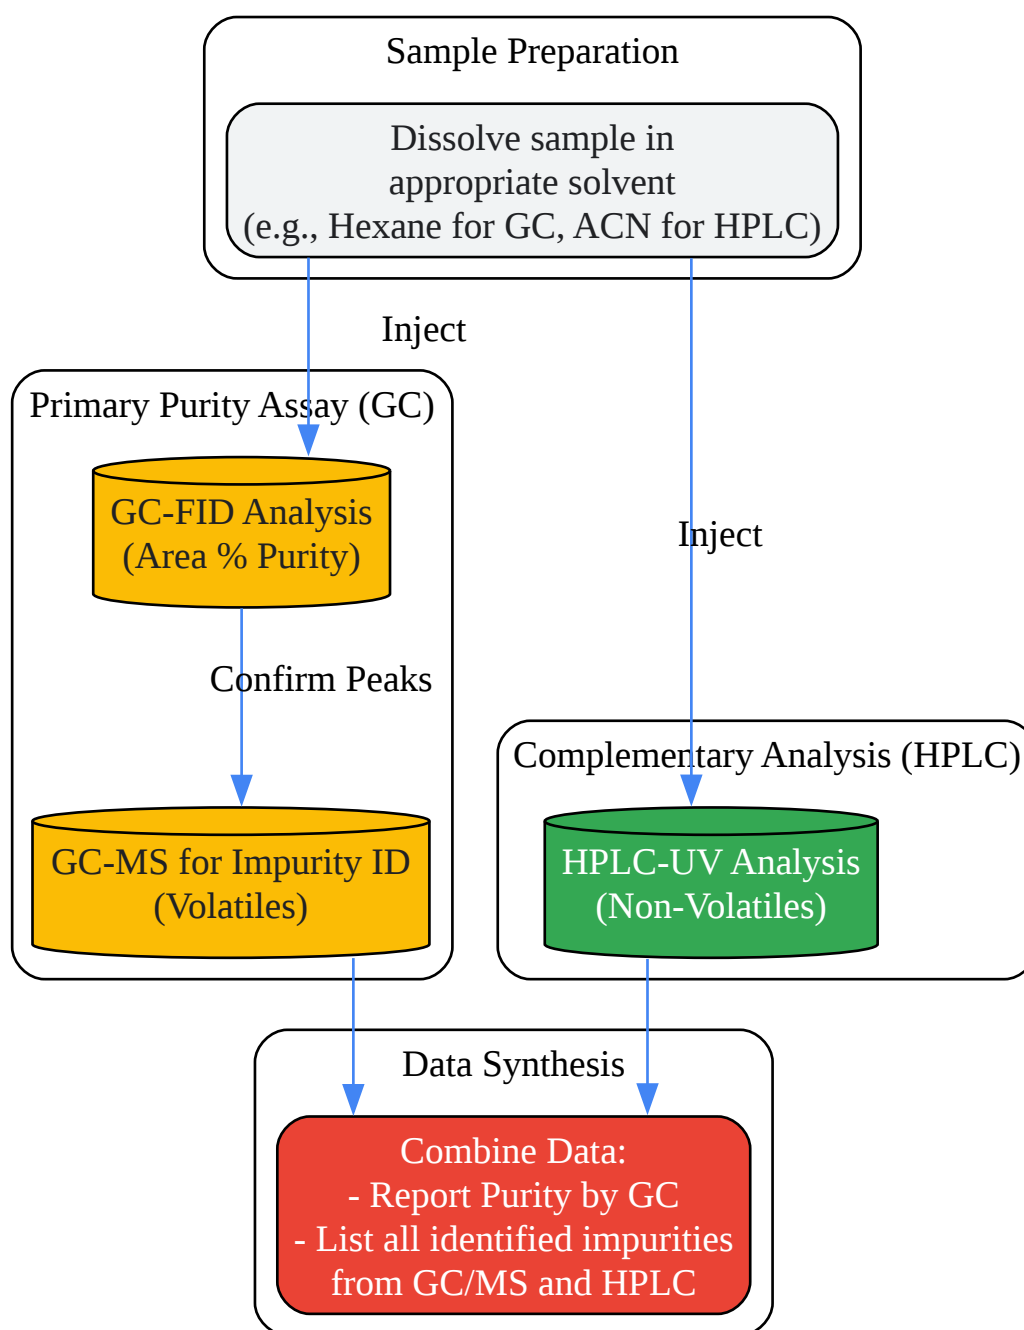 Sample Preparation
Dissolve sample in
appropriate solvent
(e.g., Hexane for GC, ACN for HPLC)
Inject
Primary Purity Assay (GC)
GC-FID Analysis
(Area % Purity)
Inject
Confirm Peaks
Complementary Analysis (HPLC)
GC-MS for Impurity ID
(Volatiles)
HPLC-UV Analysis
(Non-Volatiles)
Data Synthesis
Combine Data:
- Report Purity by GC
- List all identified impurities
from GC/MS and HPLC